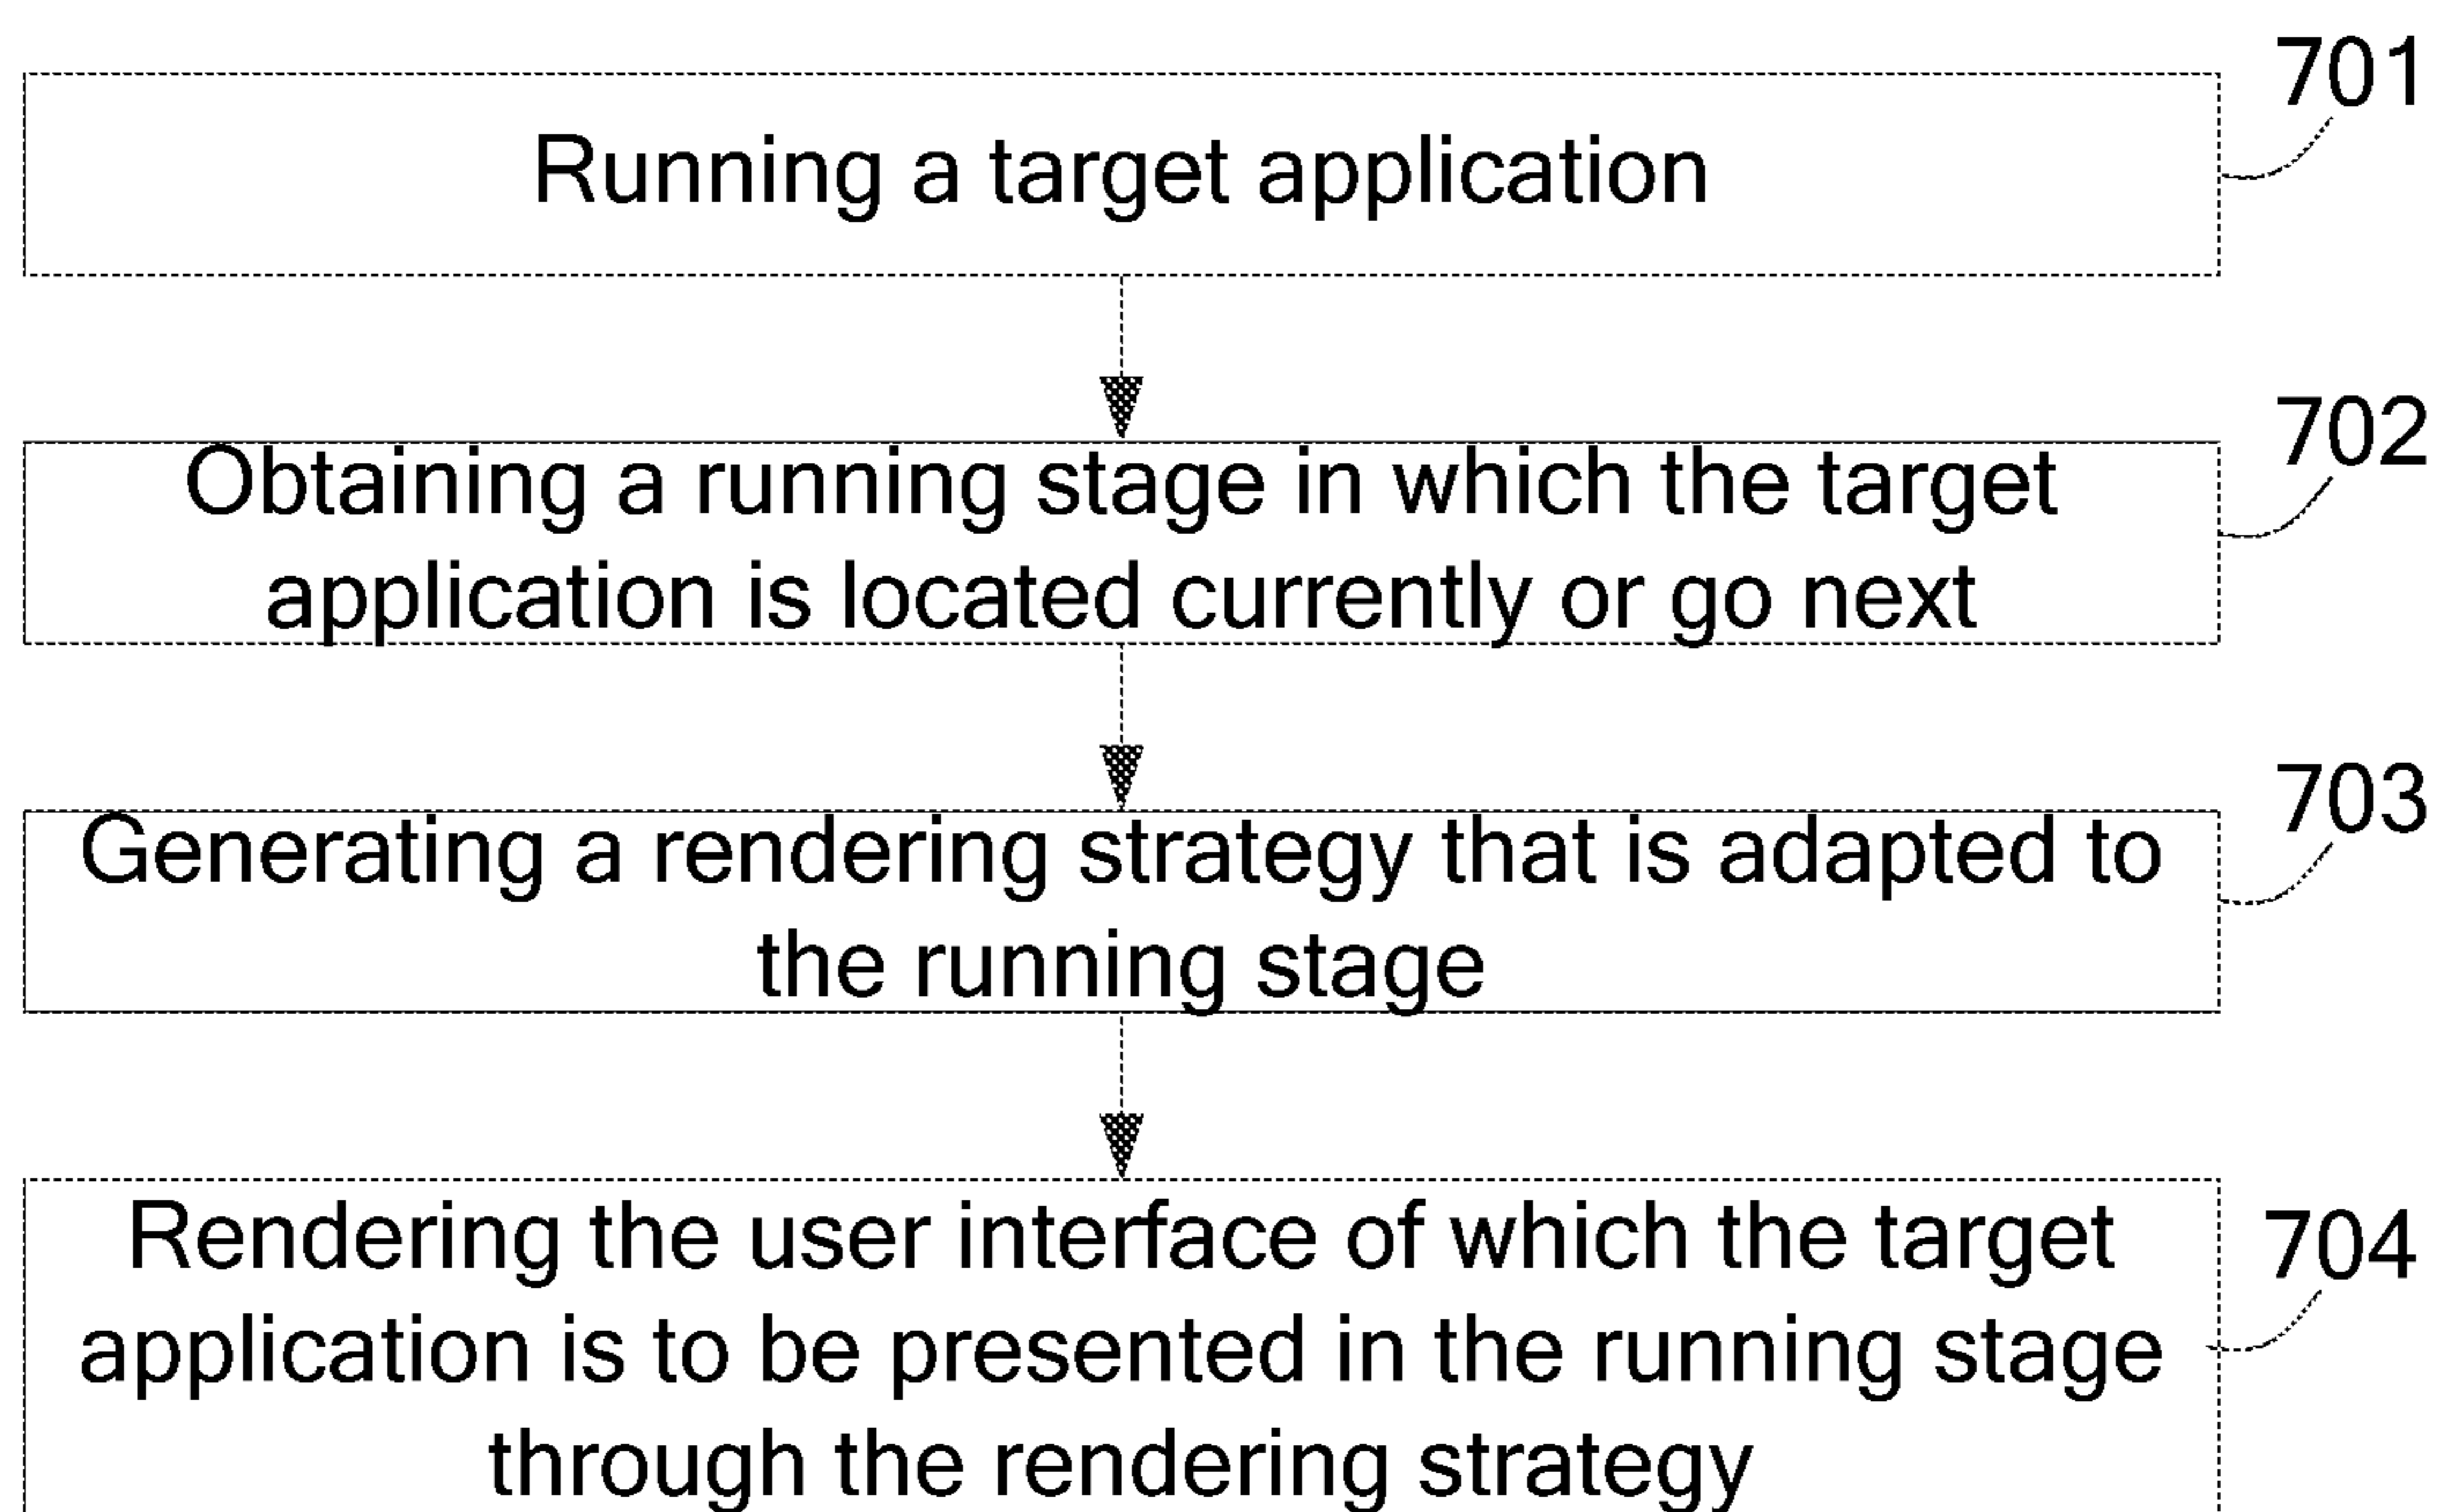 701
Running a target application
702
Obtaining a running stage in which the target
application is located currently or go next
703
Generating a rendering strategy that is adapted to
the running stage
704
Rendering the user interface of which the target
application is to be presented in the running stage
through the rendering strategy